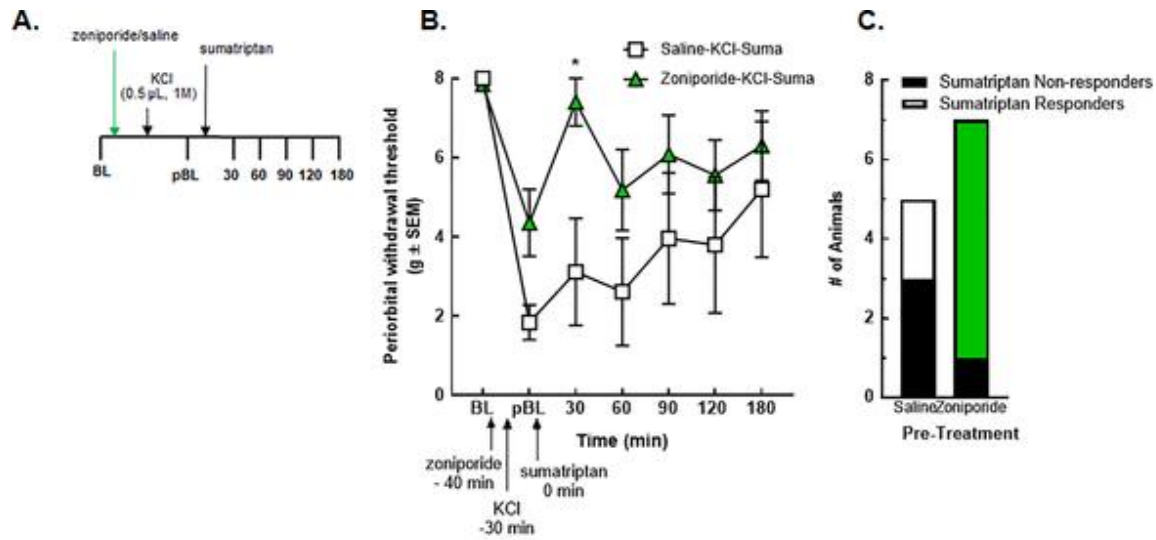 A.
zoniporide/saline
sumatriptan
KCl
(0.5 µL, 1M)
BL
pBL
30
60
90
120
180
B.
Saline-KCl-Suma
Zoniporide-KCl-Suma
*
Periorbital withdrawal threshold
(g ± SEM)
8
6
4
2
0
BL
pBL
30
60
90
120
180
Time (min)
zoniporide
- 40 min
KCl
-30 min
sumatriptan
0 min
C.
Sumatriptan Non-responders
Sumatriptan Responders
# of Animals
8
6
4
2
0
Saline
Zoniporide
Pre-Treatment